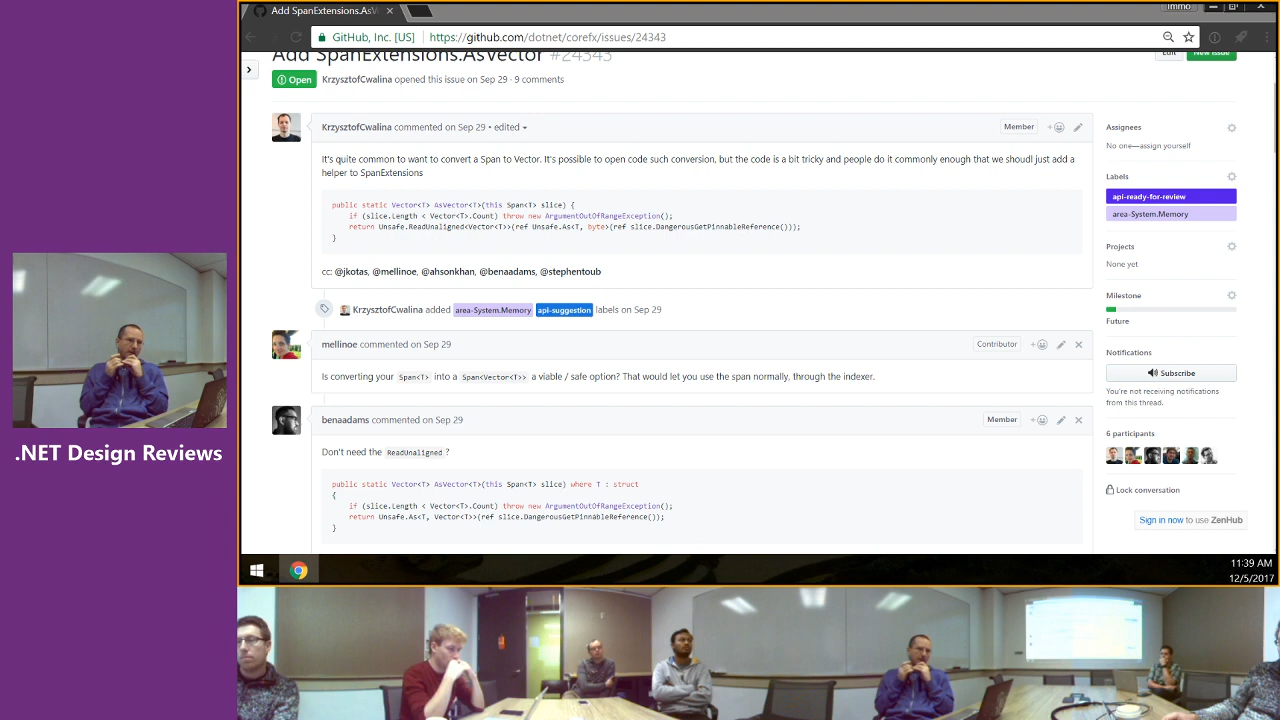 Add SpanExtensions.AsV
Immo
GitHub, Inc. [US]
https://github.com/dotnet/corefx/issues/24343
Add SpanExtensions.AsVector #24343
Edit
New issue
Open
KrzysztofCwalina opened this issue on Sep 29 · 9 comments
KrzysztofCwalina commented on Sep 29 • edited
Member
It's quite common to want to convert a Span to Vector. It's possible to open code such conversion, but the code is a bit tricky and people do it commonly enough that we shoudl just add a
helper to SpanExtensions
public static Vector<T> AsVector<T>(this Span<T> slice) {
if (slice.Length < Vector<T>.Count) throw new ArgumentOutOfRangeException();
return Unsafe.ReadUnaligned<Vector<T>>(ref Unsafe.As<T, byte>(ref slice.DangerousGetPinnableReference()));
}
cc: @jkotas, @mellinoe, @ahsonkhan, @benaadams, @stephentoub
KrzysztofCwalina added area-System.Memory api-suggestion labels on Sep 29
mellinoe commented on Sep 29
Contributor
Is converting your Span<T> into a Span<Vector<T>> a viable / safe option? That would let you use the span normally, through the indexer.
benaadams commented on Sep 29
Member
Don't need the ReadUnaligned ?
public static Vector<T> AsVector<T>(this Span<T> slice) where T : struct
{
if (slice.Length < Vector<T>.Count) throw new ArgumentOutOfRangeException();
return Unsafe.As<T, Vector<T>>(ref slice.DangerousGetPinnableReference());
}
Assignees
No one—assign yourself
Labels
api-ready-for-review
area-System.Memory
Projects
None yet
Milestone
Future
Notifications
Subscribe
You're not receiving notifications
from this thread.
6 participants
Lock conversation
Sign in now to use ZenHub
11:39 AM
12/5/2017
.NET Design Reviews